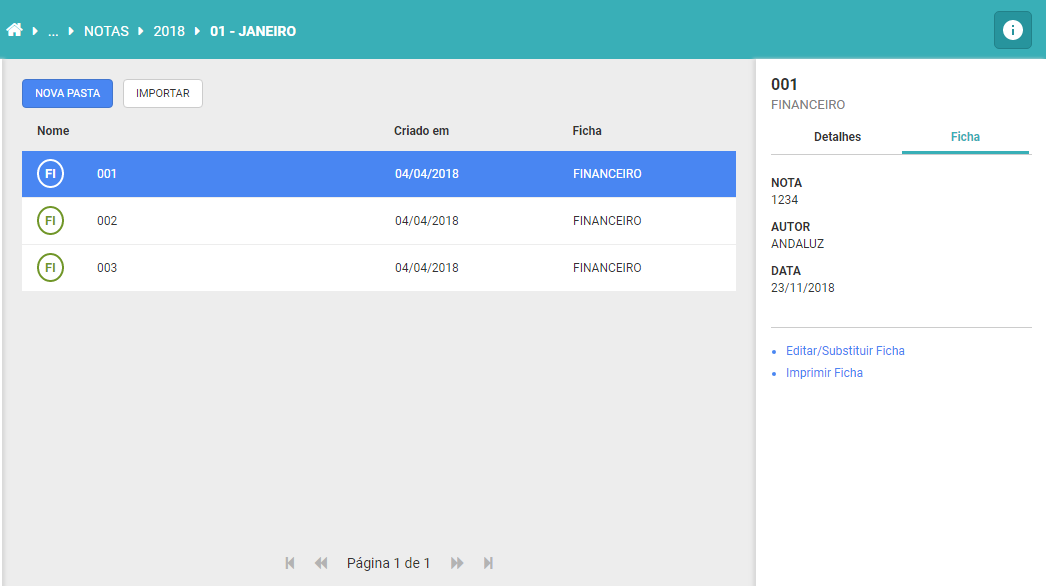 ... NOTAS 2018 01 - JANEIRO
NOVA PASTA IMPORTAR
Nome Criado em Ficha
FI 001 04/04/2018 FINANCEIRO
FI 002 04/04/2018 FINANCEIRO
FI 003 04/04/2018 FINANCEIRO
Página 1 de 1
001
FINANCEIRO
Detalhes Ficha
NOTA
1234
AUTOR
ANDALUZ
DATA
23/11/2018
Editar/Substituir Ficha
Imprimir Ficha